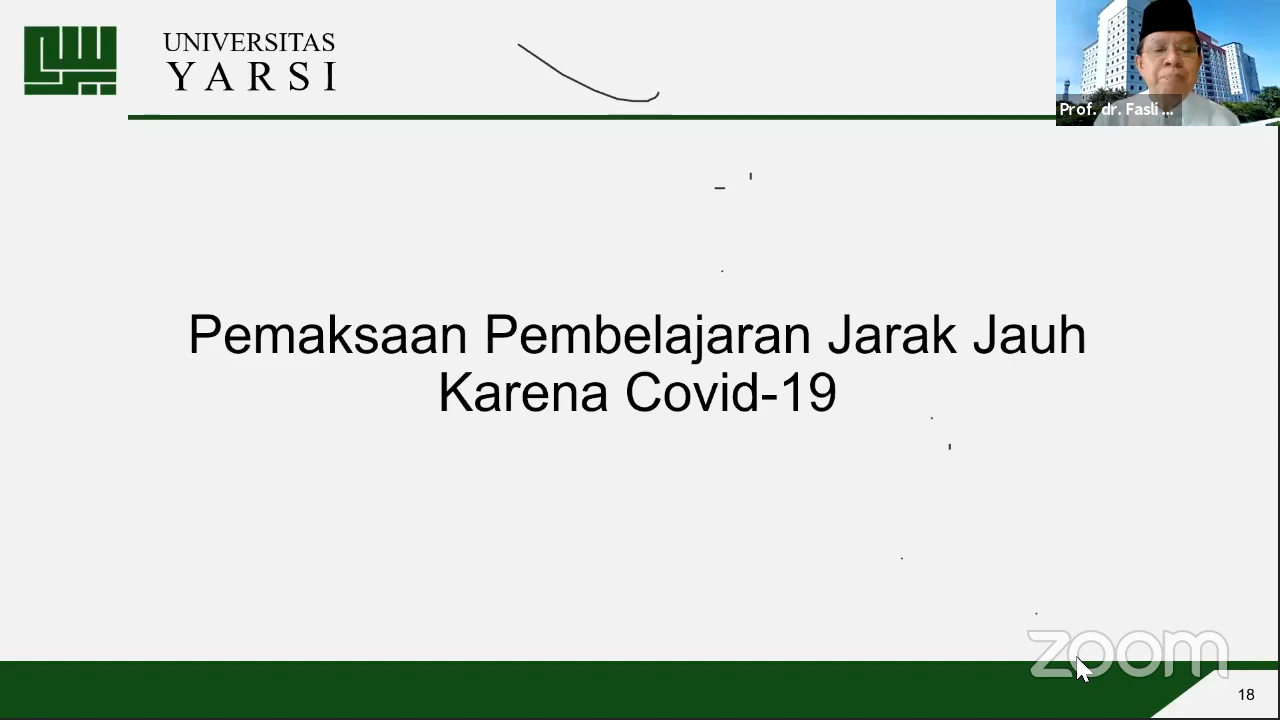 UNIVERSITAS
YARSI
Prof. dr. Fasli ...
Pemaksaan Pembelajaran Jarak Jauh
Karena Covid-19
zoom
18